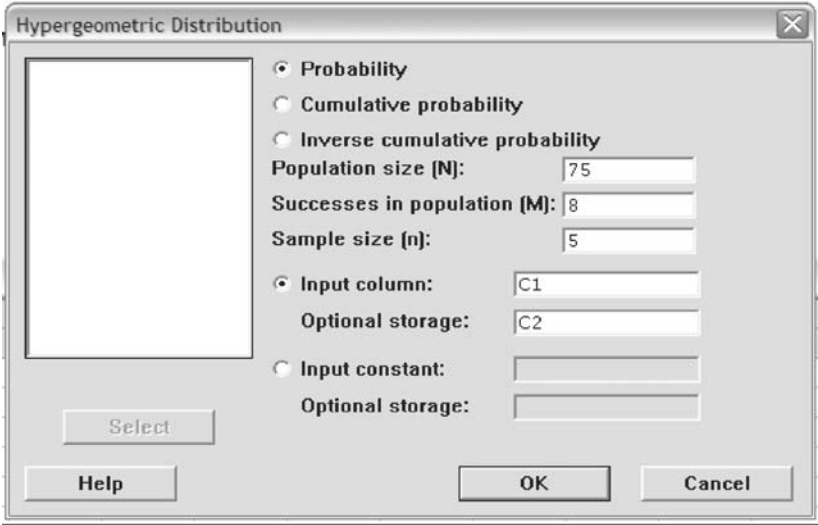 Hypergeometric Distribution
Probability
Cumulative probability
Inverse cumulative probability
Population size (N): 75
Successes in population (M): 8
Sample size (n): 5
Input column: C1
Optional storage: C2
Input constant:
Optional storage:
Select
Help OK Cancel